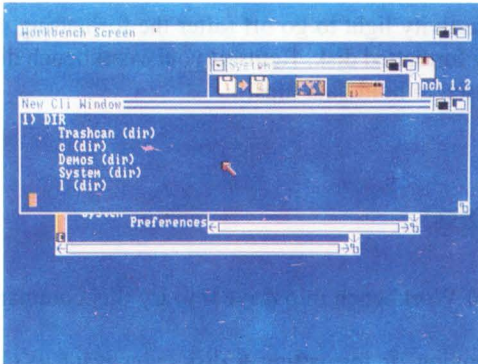 Workbench Screen
System
nch 1.2
New Cli Window
1) DIR
Trashcan (dir)
c (dir)
Demos (dir)
System (dir)
l (dir)
System
Preferences